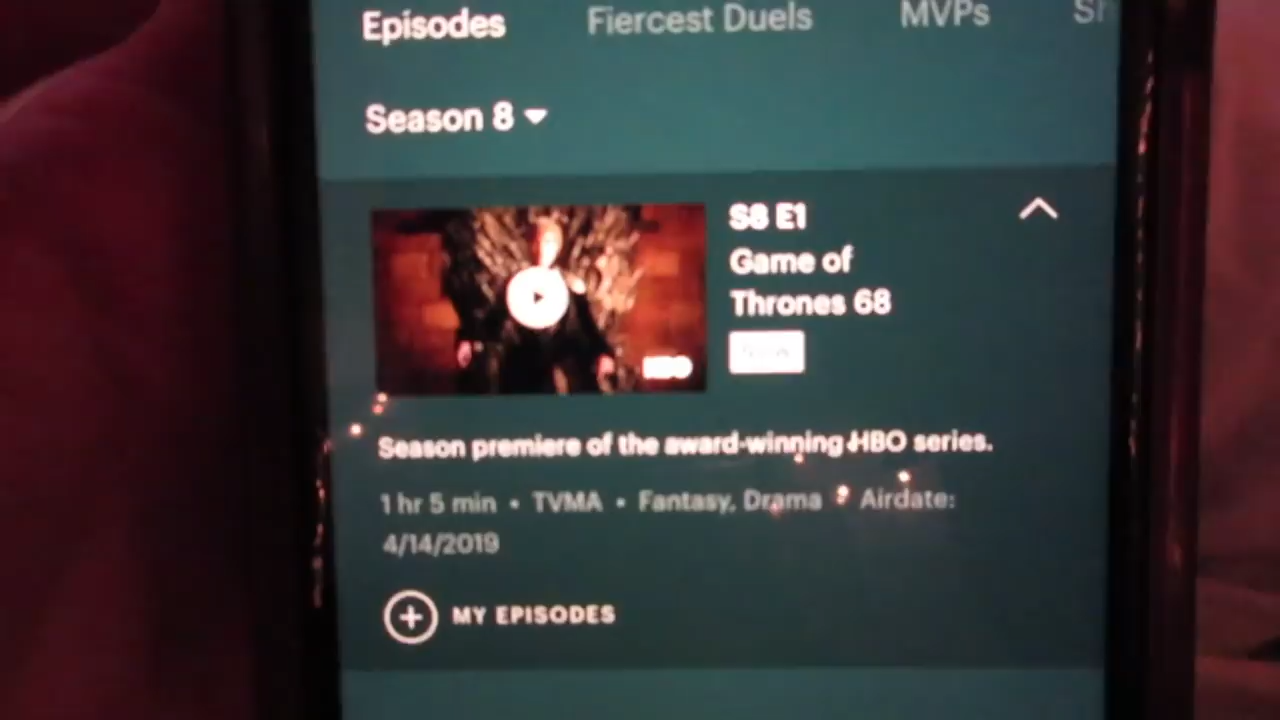 Episodes Fiercest Duels MVPs
Season 8
S8 E1
Game of
Thrones 68
HBO
Season premiere of the award-winning HBO series.
1 hr 5 min • TVMA • Fantasy, Drama • Airdate:
4/14/2019
MY EPISODES